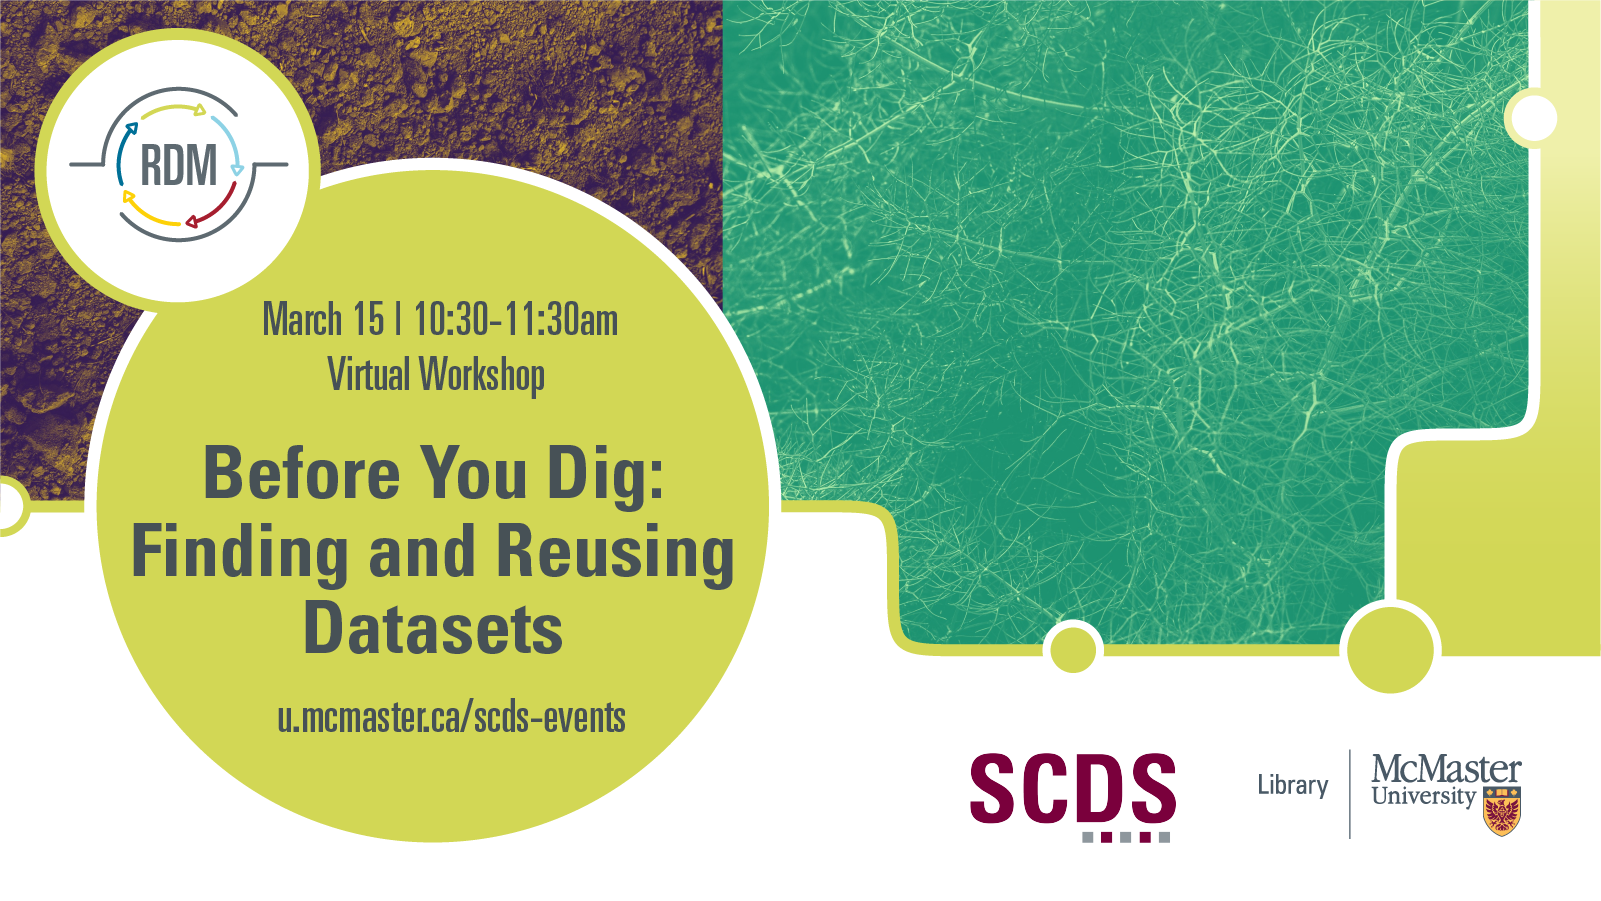 RDM
March 15 | 10:30-11:30am
Virtual Workshop
Before You Dig:
Finding and Reusing
Datasets
u.mcmaster.ca/scds-events
SCDS
Library
McMaster
University